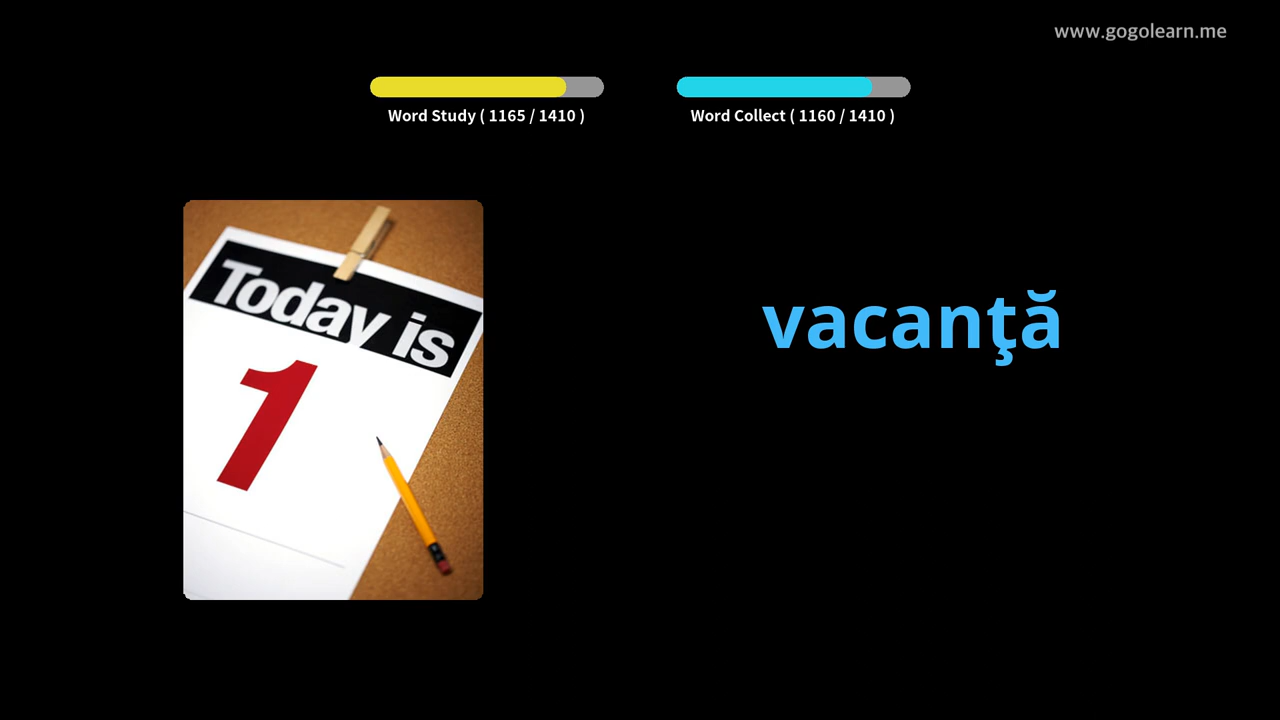 www.gogolearn.me
Word Study ( 1165 / 1410 )
Word Collect ( 1160 / 1410 )
Today is
1
vacanţă